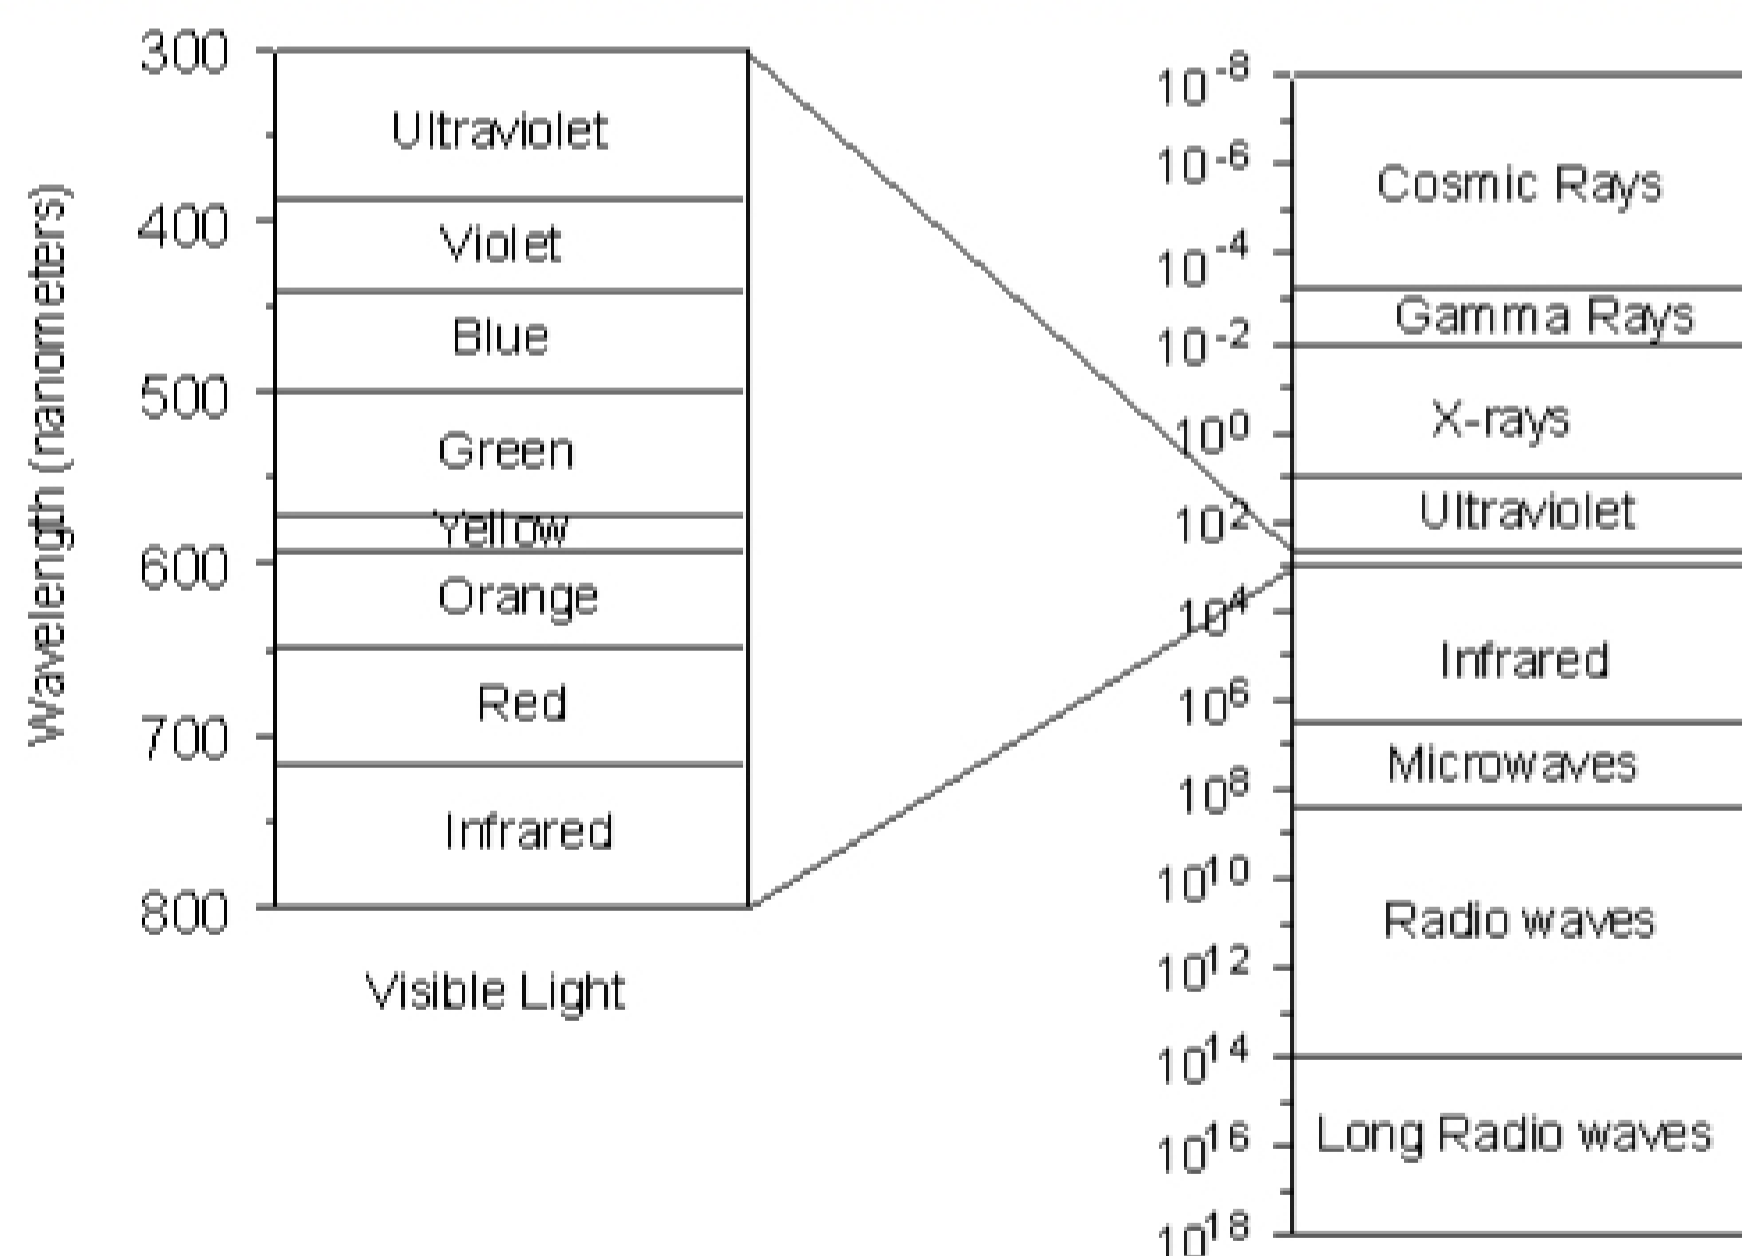 Wavelength (nanometers)
300
400
500
600
700
800
Ultraviolet
Violet
Blue
Green
Yellow
Orange
Red
Infrared
Visible Light
10-8
10-6
10-4
10-2
100
102
104
106
108
1010
1012
1014
1016
1018
Cosmic Rays
Gamma Rays
X-rays
Ultraviolet
Infrared
Microwaves
Radio waves
Long Radio waves